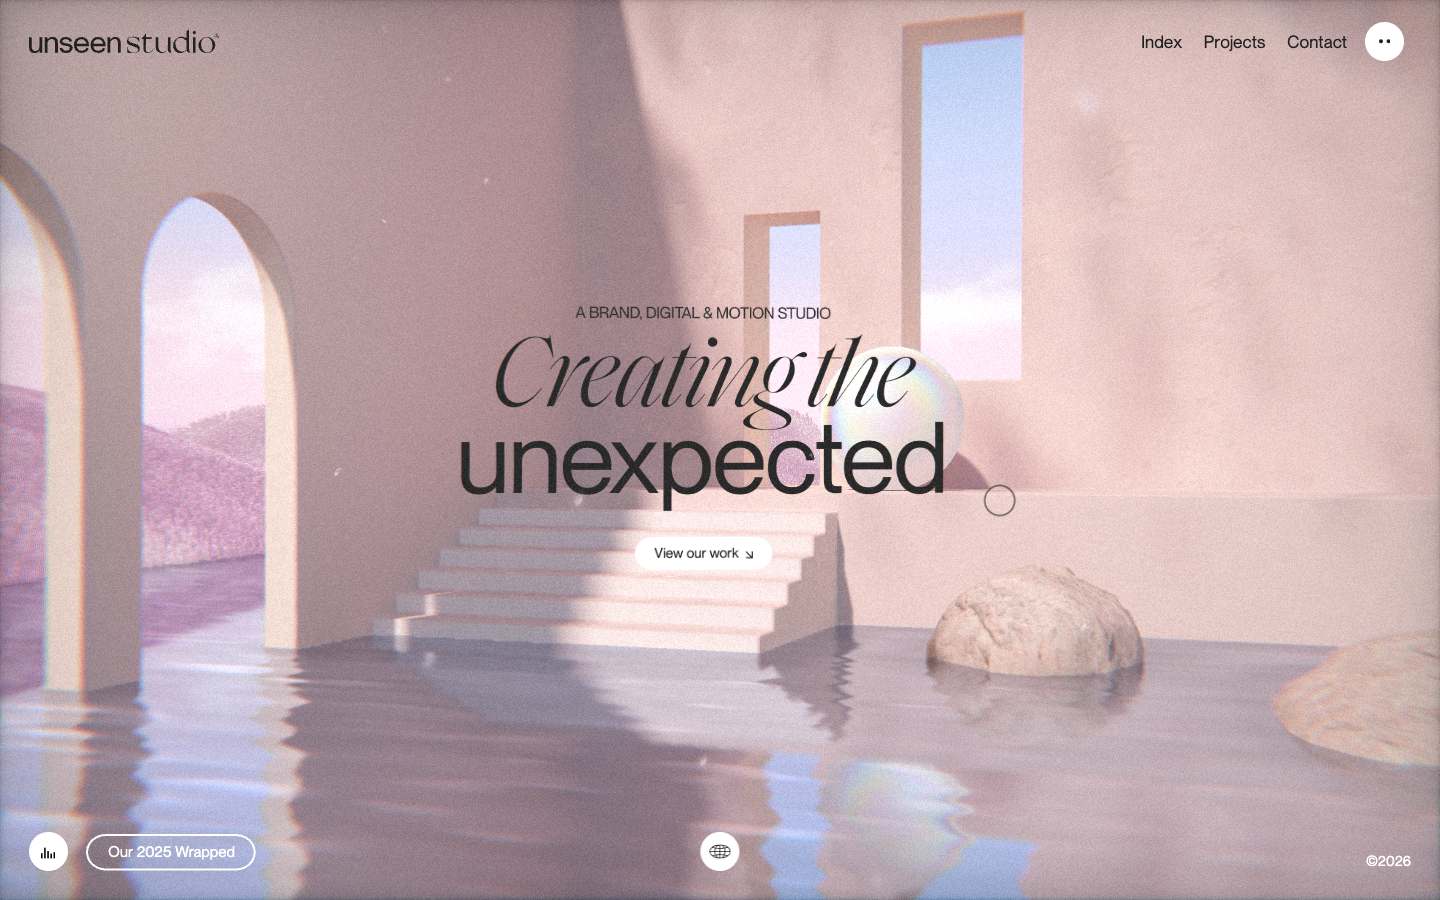 unseen studio
Index
Projects
Contact
A BRAND, DIGITAL & MOTION STUDIO
Creating the
unexpected
View our work ↘
Our 2025 Wrapped
©2026